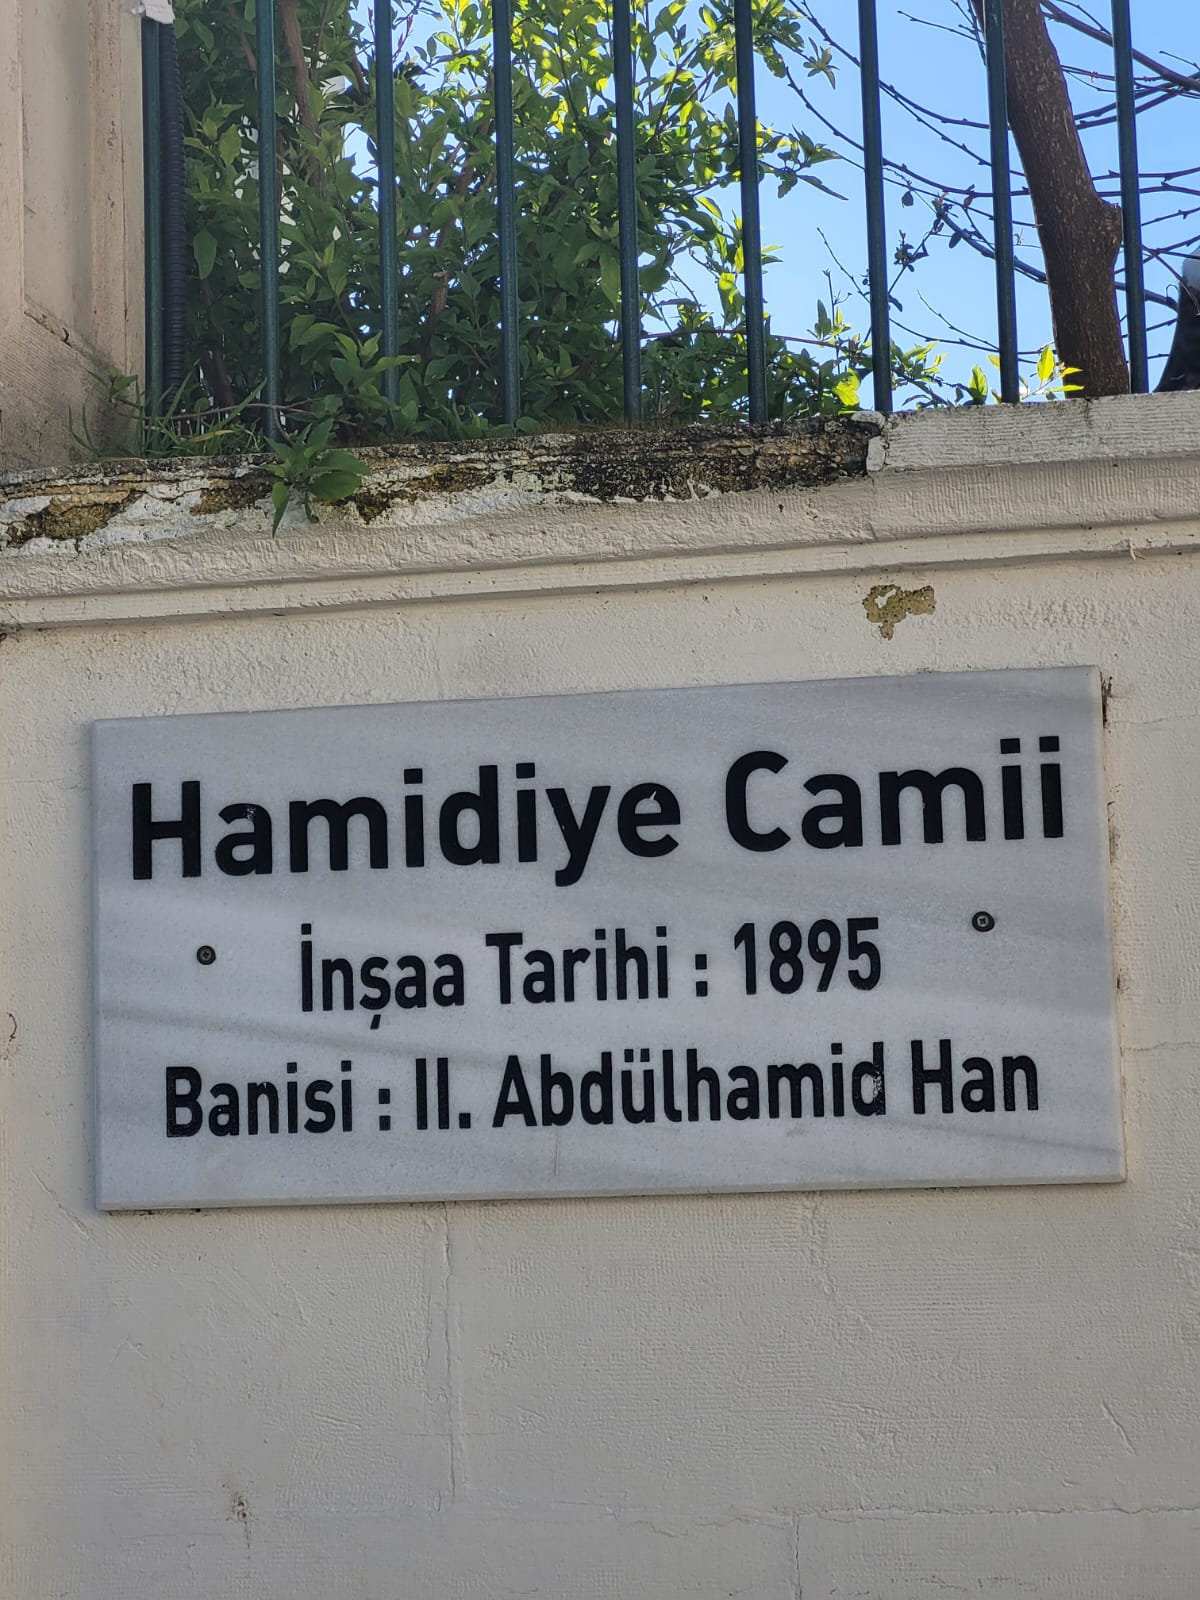 Hamidiye Camii
İnşaa Tarihi : 1895
Banisi : II. Abdülhamid Han